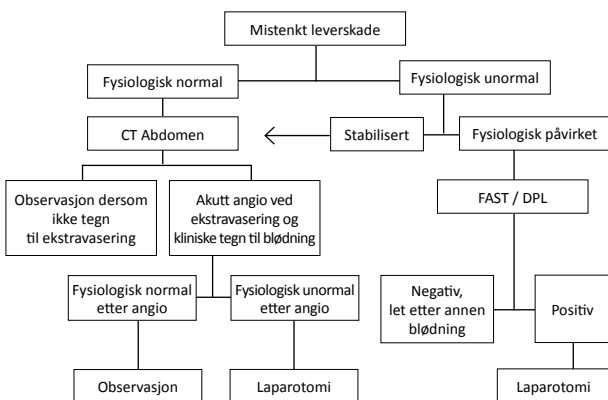 Mistenkt leverskade
Fysiologisk normal
Fysiologisk unormal
CT Abdomen
Stabilisert
Fysiologisk påvirket
Observasjon dersom
ikke tegn
til ekstravasering
Akutt angio ved
ekstravasering og
kliniske tegn til blødning
FAST / DPL
Fysiologisk normal
etter angio
Fysiologisk unormal
etter angio
Negativ,
let etter annen
blødning
Positiv
Observasjon
Laparotomi
Laparotomi